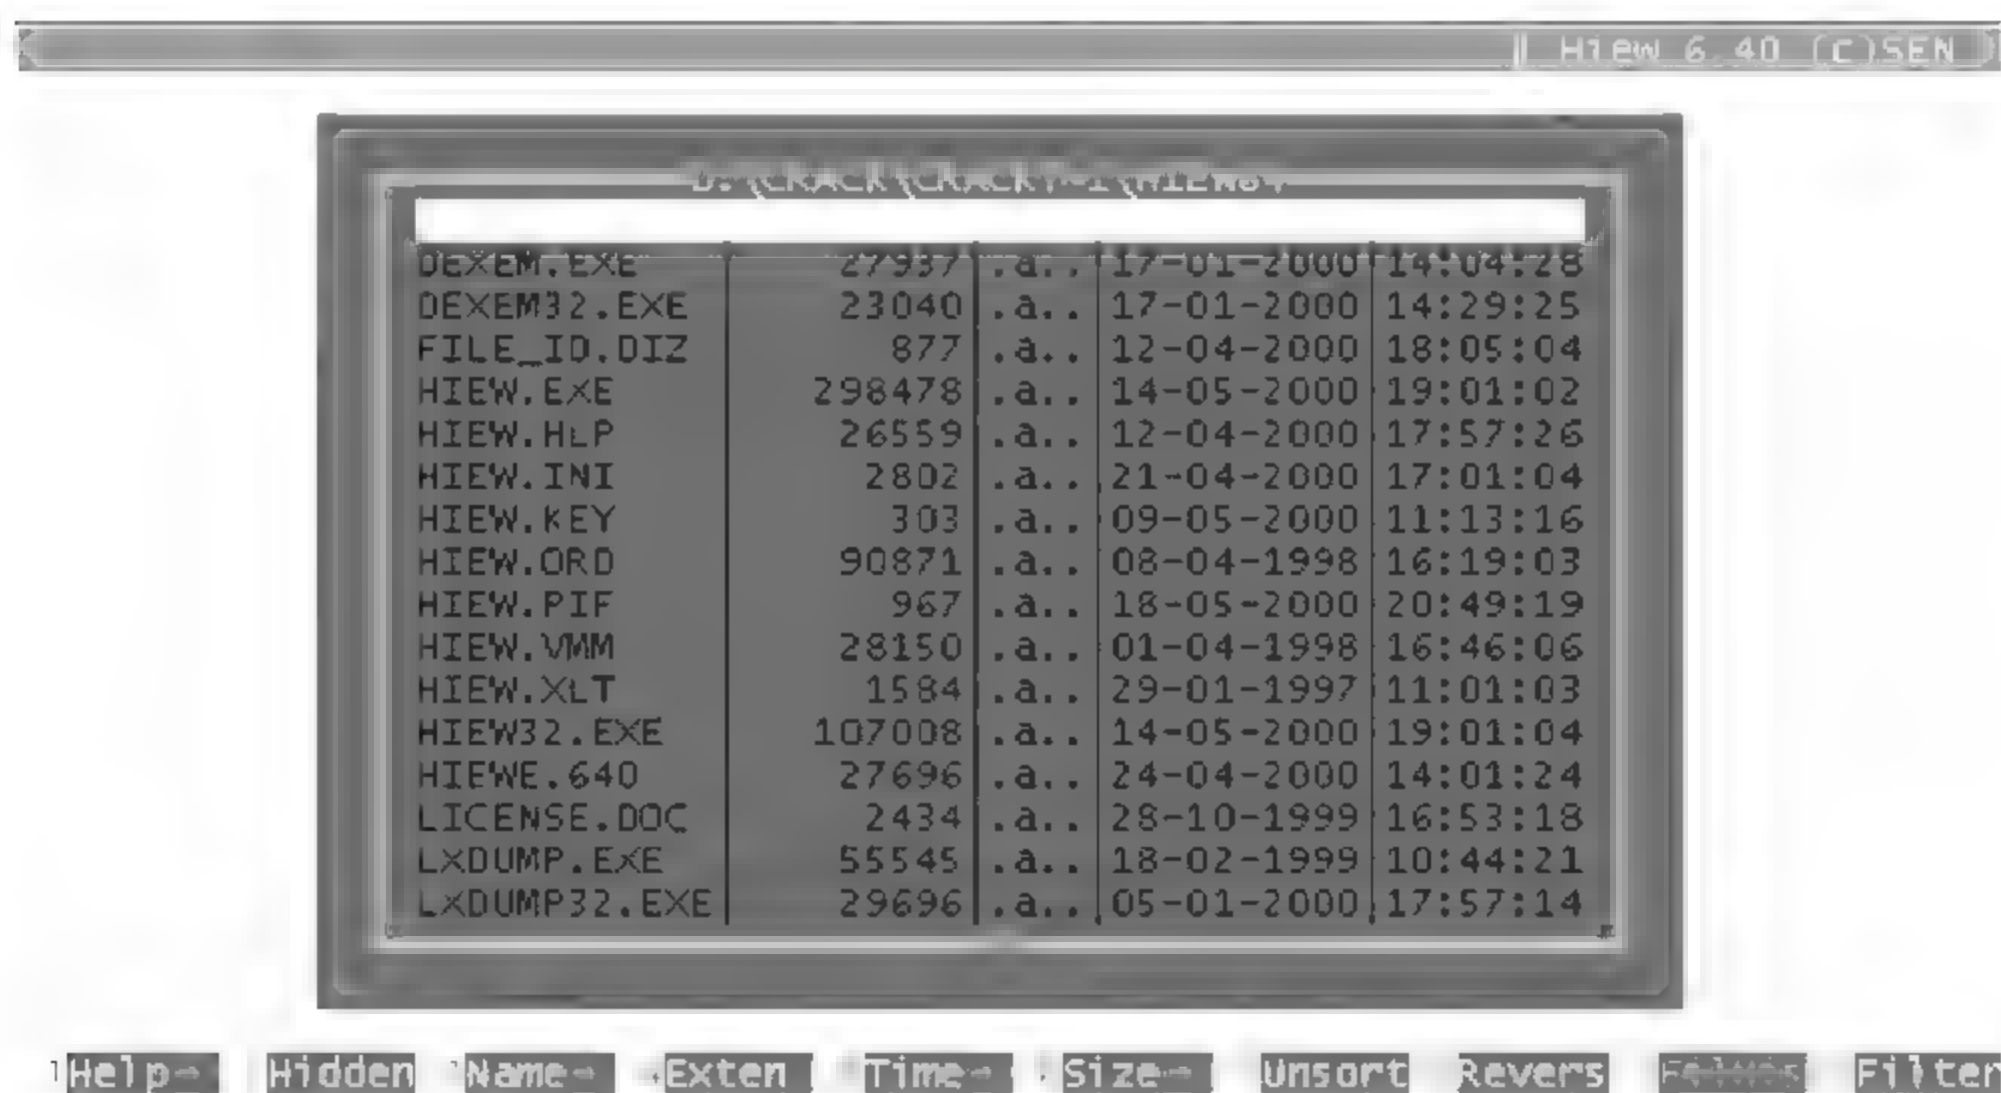 Hiew 6.40 (c)SEN
D:\CRACK\CRACKY~1\HIEW6\
DEXEM.EXE 27937 .a.. 17-01-2000 14:04:28
DEXEM32.EXE 23040 .a.. 17-01-2000 14:29:25
FILE_ID.DIZ 877 .a.. 12-04-2000 18:05:04
HIEW.EXE 298478 .a.. 14-05-2000 19:01:02
HIEW.HLP 26559 .a.. 12-04-2000 17:57:26
HIEW.INI 2802 .a.. 21-04-2000 17:01:04
HIEW.KEY 303 .a.. 09-05-2000 11:13:16
HIEW.ORD 90871 .a.. 08-04-1998 16:19:03
HIEW.PIF 967 .a.. 18-05-2000 20:49:19
HIEW.VMM 28150 .a.. 01-04-1998 16:46:06
HIEW.XLT 1584 .a.. 29-01-1997 11:01:03
HIEW32.EXE 107008 .a.. 14-05-2000 19:01:04
HIEWE.640 27696 .a.. 24-04-2000 14:01:24
LICENSE.DOC 2434 .a.. 28-10-1999 16:53:18
LXDUMP.EXE 55545 .a.. 18-02-1999 10:44:21
LXDUMP32.EXE 29696 .a.. 05-01-2000 17:57:14
1Help Hidden Name Exten Time Size Unsort Revers Filter